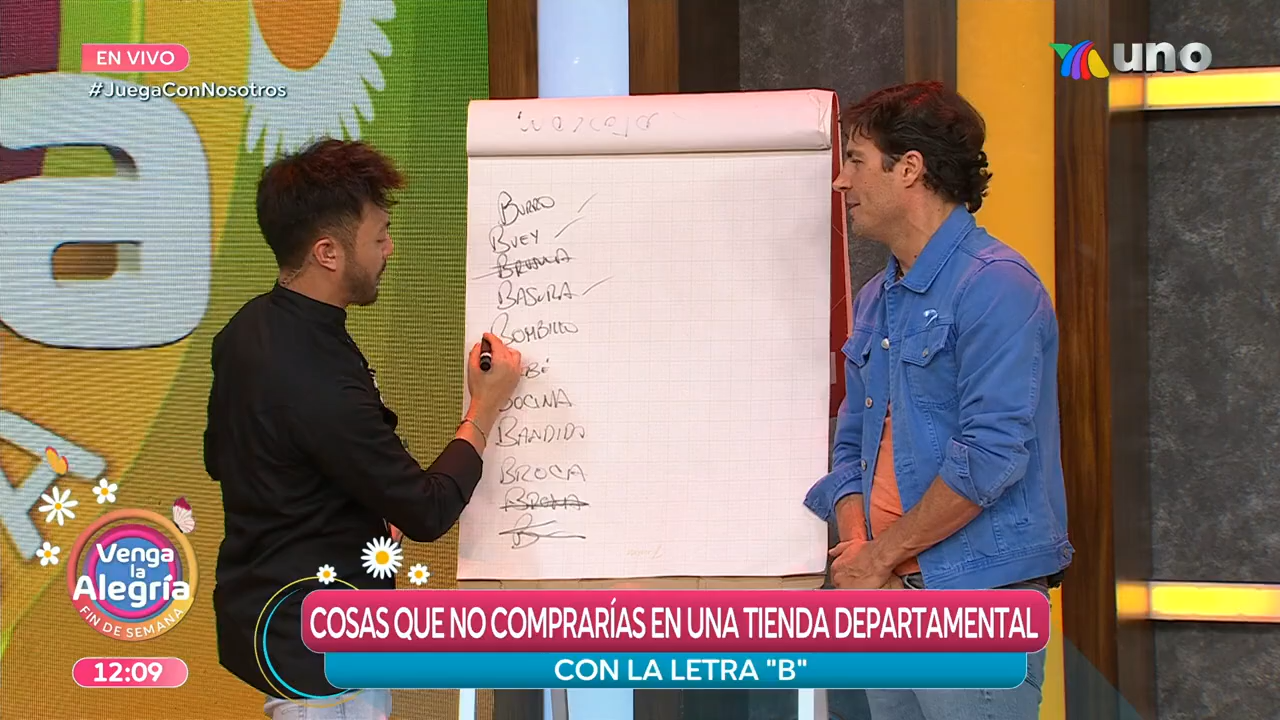 EN VIVO
#JuegaConNosotros
uno
BURRO
BUEY
BASURA
BOMBILLO
BOCINA
BANDIDO
BROCA
Venga
la
Alegría
FIN DE SEMANA
12:09
COSAS QUE NO COMPRARÍAS EN UNA TIENDA DEPARTAMENTAL
CON LA LETRA "B"